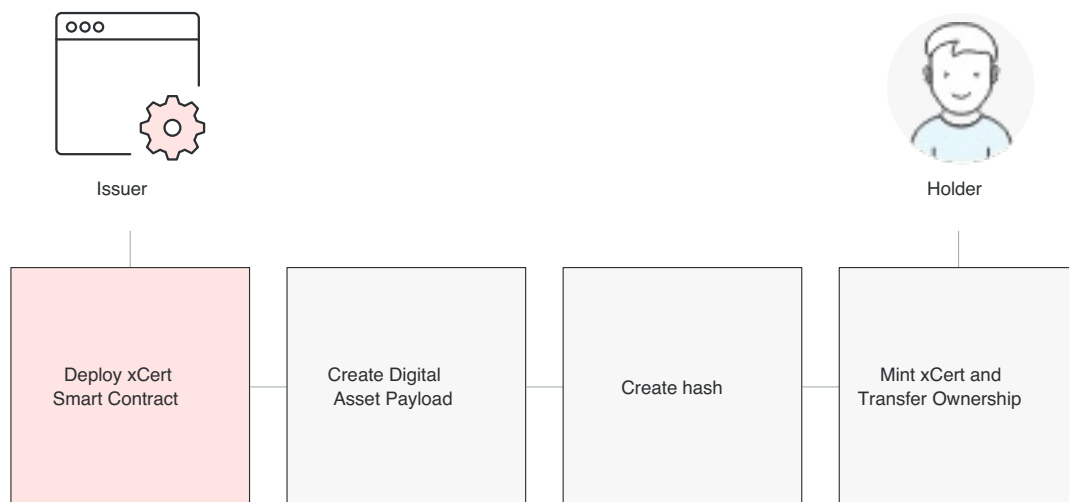 Issuer
Holder
Deploy xCert
Smart Contract
Create Digital
Asset Payload
Create hash
Mint xCert and
Transfer Ownership